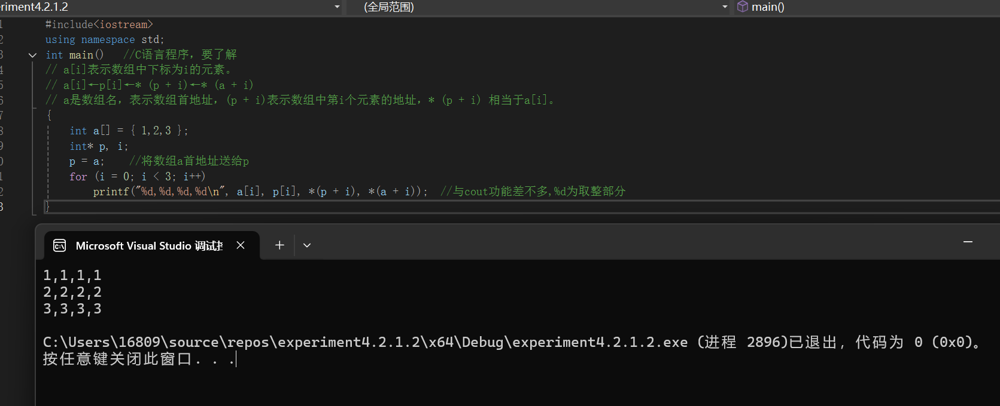 riment4.2.1.2 (全局范围) main()
1 #include<iostream>
2 using namespace std;
3 int main() //C语言程序，要了解
4 // a[i]表示数组中下标为i的元素。
5 // a[i]←p[i]←* (p + i)←* (a + i)
6 // a是数组名，表示数组首地址，(p + i)表示数组中第i个元素的地址，* (p + i) 相当于a[i]。
7 {
8 int a[] = { 1,2,3 };
9 int* p, i;
0 p = a; //将数组a首地址送给p
1 for (i = 0; i < 3; i++)
2 printf("%d,%d,%d,%d\n", a[i], p[i], *(p + i), *(a + i)); //与cout功能差不多,%d为取整部分
3 }
Microsoft Visual Studio 调试控
1,1,1,1
2,2,2,2
3,3,3,3
C:\Users\16809\source\repos\experiment4.2.1.2\x64\Debug\experiment4.2.1.2.exe (进程 2896)已退出，代码为 0 (0x0)。
按任意键关闭此窗口. . .